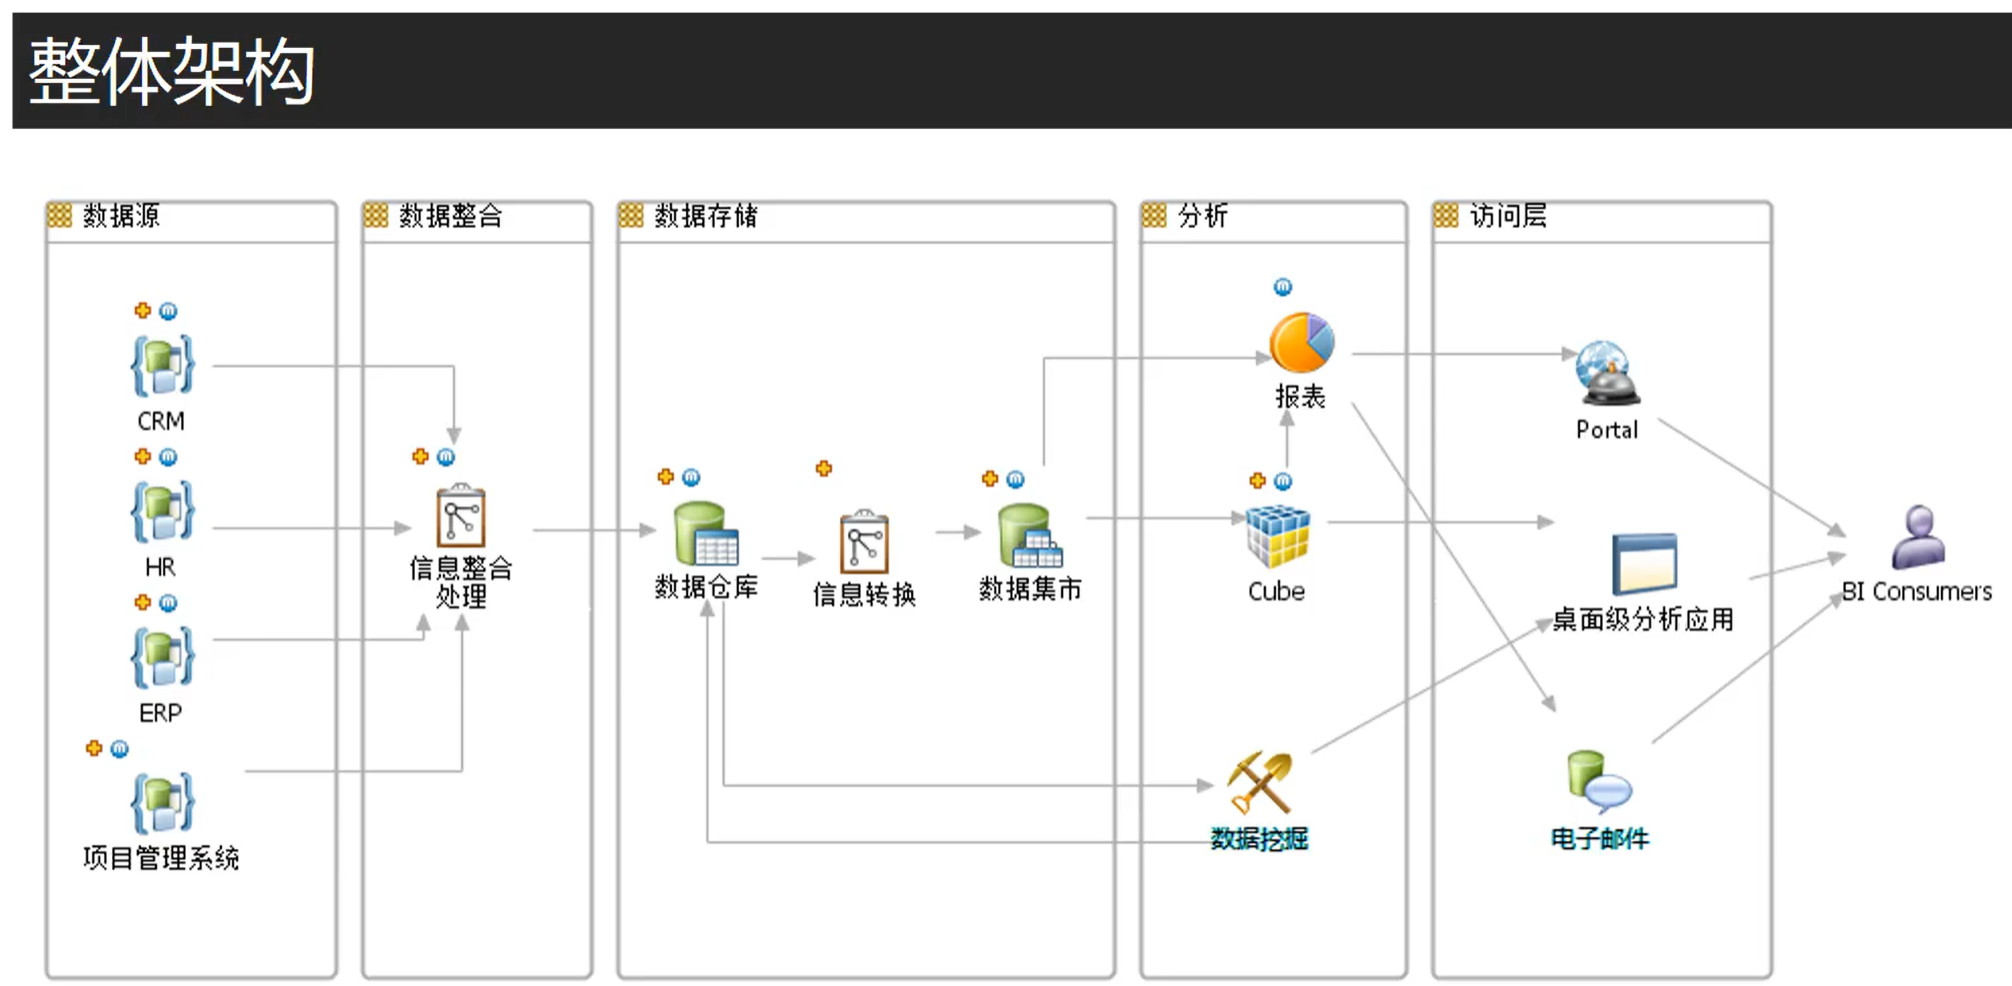 整体架构
数据源
CRM
HR
ERP
项目管理系统
数据整合
信息整合
处理
数据存储
数据仓库
信息转换
数据集市
分析
报表
Cube
数据挖掘
访问层
Portal
桌面级分析应用
电子邮件
BI Consumers